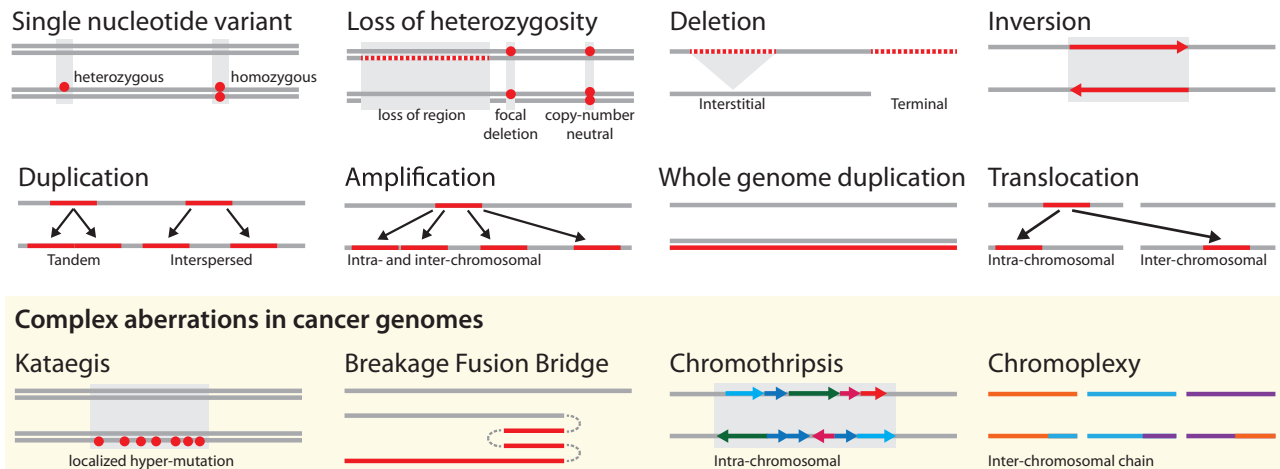 Single nucleotide variant
heterozygous
homozygous
Loss of heterozygosity
loss of region
focal
deletion
copy-number
neutral
Deletion
Interstitial
Terminal
Inversion
Duplication
Tandem
Interspersed
Amplification
Intra- and inter-chromosomal
Whole genome duplication
Translocation
Intra-chromosomal
Inter-chromosomal
Complex aberrations in cancer genomes
Kataegis
localized hyper-mutation
Breakage Fusion Bridge
Chromothripsis
Intra-chromosomal
Chromoplexy
Inter-chromosomal chain